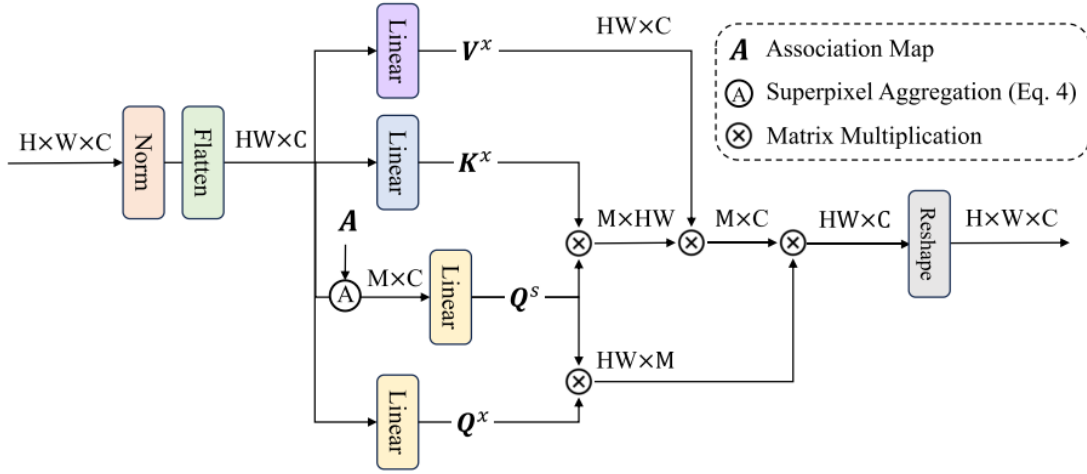 H×W×C
Norm
Flatten
HW×C
Linear
V^x
HW×C
Linear
K^x
A
A
M×C
Linear
Q^s
Linear
Q^x
M×HW
M×C
HW×M
HW×C
Reshape
H×W×C
A Association Map
A Superpixel Aggregation (Eq. 4)
⊗ Matrix Multiplication